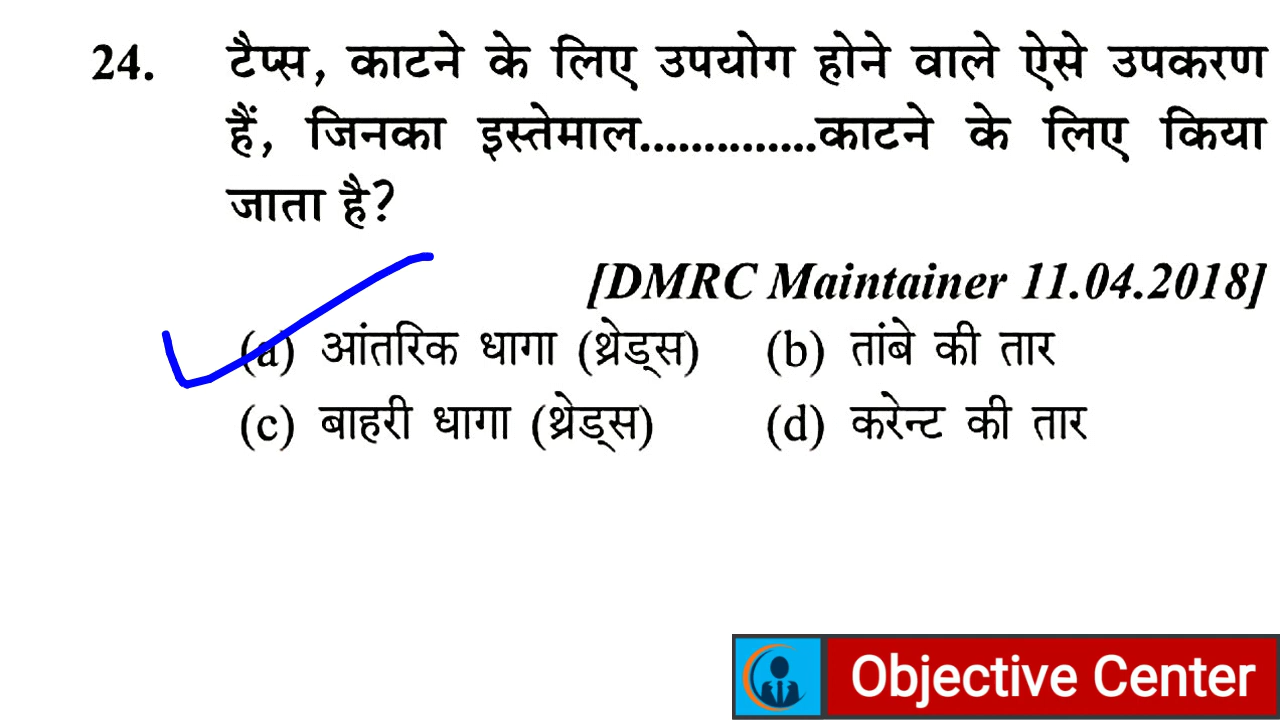 24. टैप्स, काटने के लिए उपयोग होने वाले ऐसे उपकरण
हैं, जिनका इस्तेमाल..............काटने के लिए किया
जाता है?
[DMRC Maintainer 11.04.2018]
(a) आंतरिक धागा (थ्रेड्स) (b) तांबे की तार
(c) बाहरी धागा (थ्रेड्स) (d) करेन्ट की तार
Objective Center